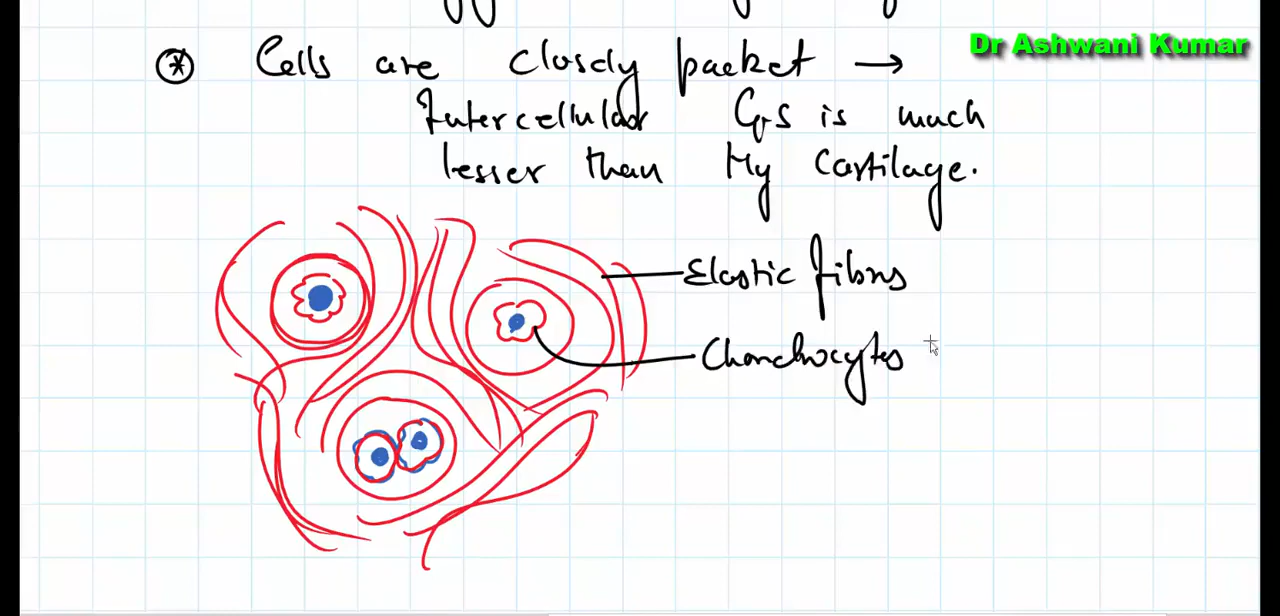 Dr Ashwani Kumar
* Cells are closely packet →
Intercellular GS is much
lesser than Hy Cartilage.
Elastic fibres
Chondrocytes